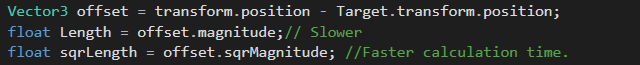 Vector3 offset = transform.position - Target.transform.position;
float Length = offset.magnitude;// Slower
float sqrLength = offset.sqrMagnitude; //Faster calculation time.